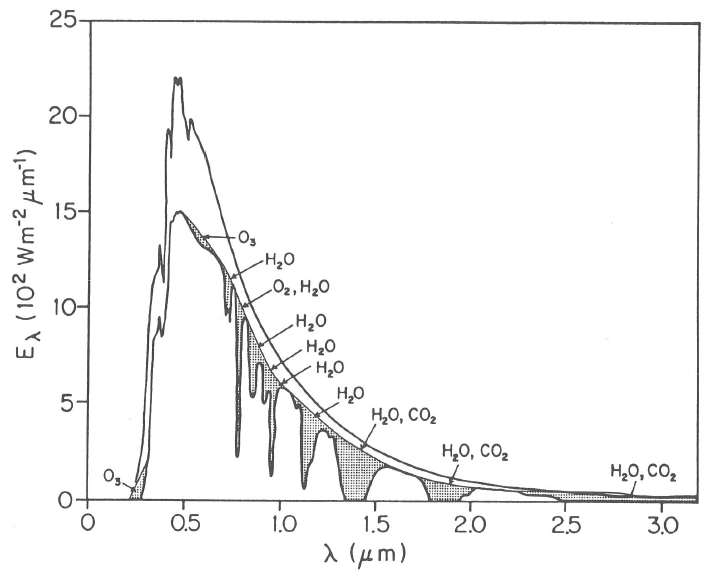 25
20
15
10
5
0
E_λ (10² Wm⁻² μm⁻¹)
O₃
H₂O
O₂, H₂O
H₂O
H₂O
H₂O
H₂O
H₂O, CO₂
H₂O, CO₂
H₂O, CO₂
O₃
0 0.5 1.0 1.5 2.0 2.5 3.0
λ (μm)